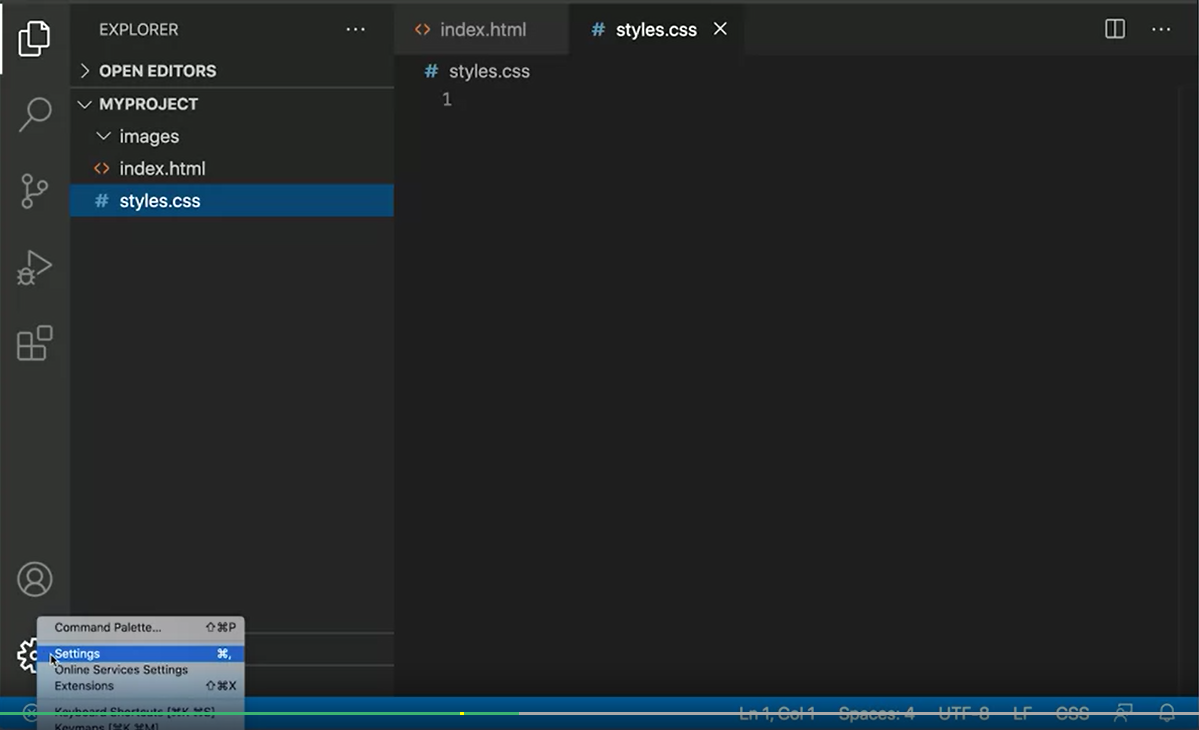 EXPLORER
index.html
# styles.css
OPEN EDITORS
# styles.css
MYPROJECT
1
images
index.html
# styles.css
Command Palette... ⇧⌘P
Settings ⌘,
Online Services Settings
Extensions ⇧⌘X
Keyboard Shortcuts [⌘K ⌘S]
Keymaps [⌘K ⌘M]
Ln 1, Col 1 Spaces: 4 UTF-8 LF CSS